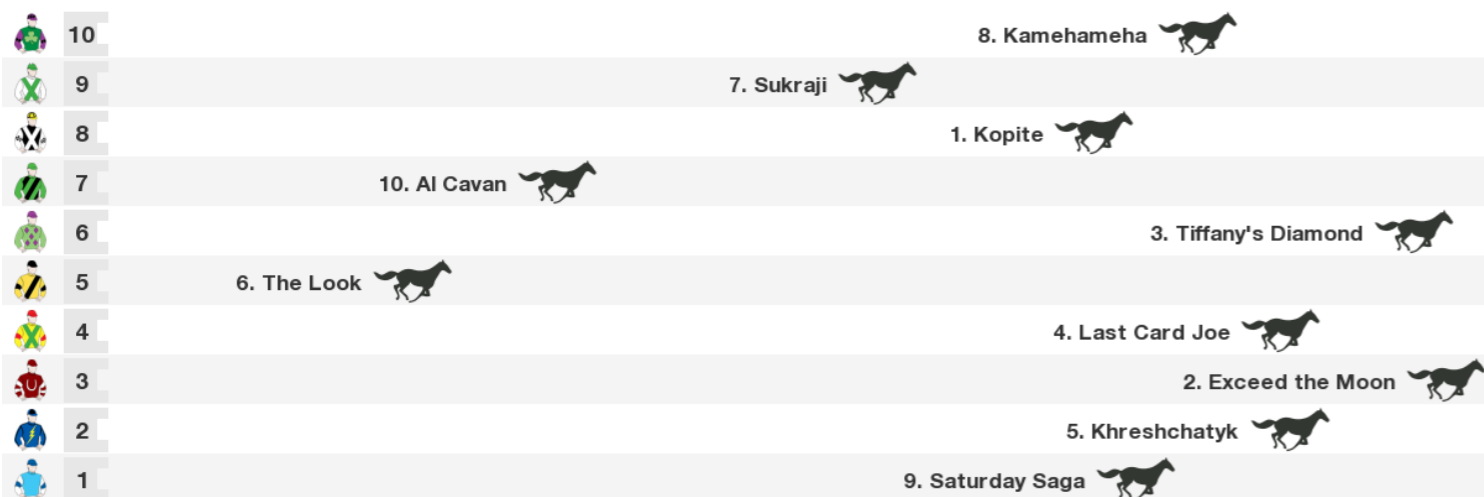 10 8. Kamehameha
9 7. Sukraji
8 1. Kopite
7 10. Al Cavan
6 3. Tiffany's Diamond
5 6. The Look
4 4. Last Card Joe
3 2. Exceed the Moon
2 5. Khreshchatyk
1 9. Saturday Saga